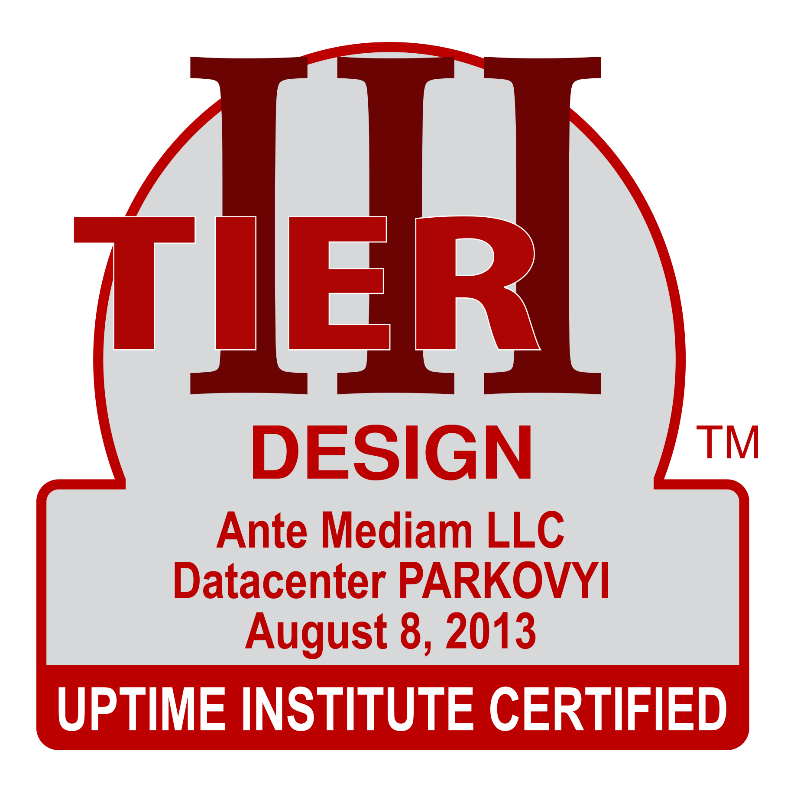 TIER III
DESIGN
TM
Ante Mediam LLC
Datacenter PARKOVYI
August 8, 2013
UPTIME INSTITUTE CERTIFIED